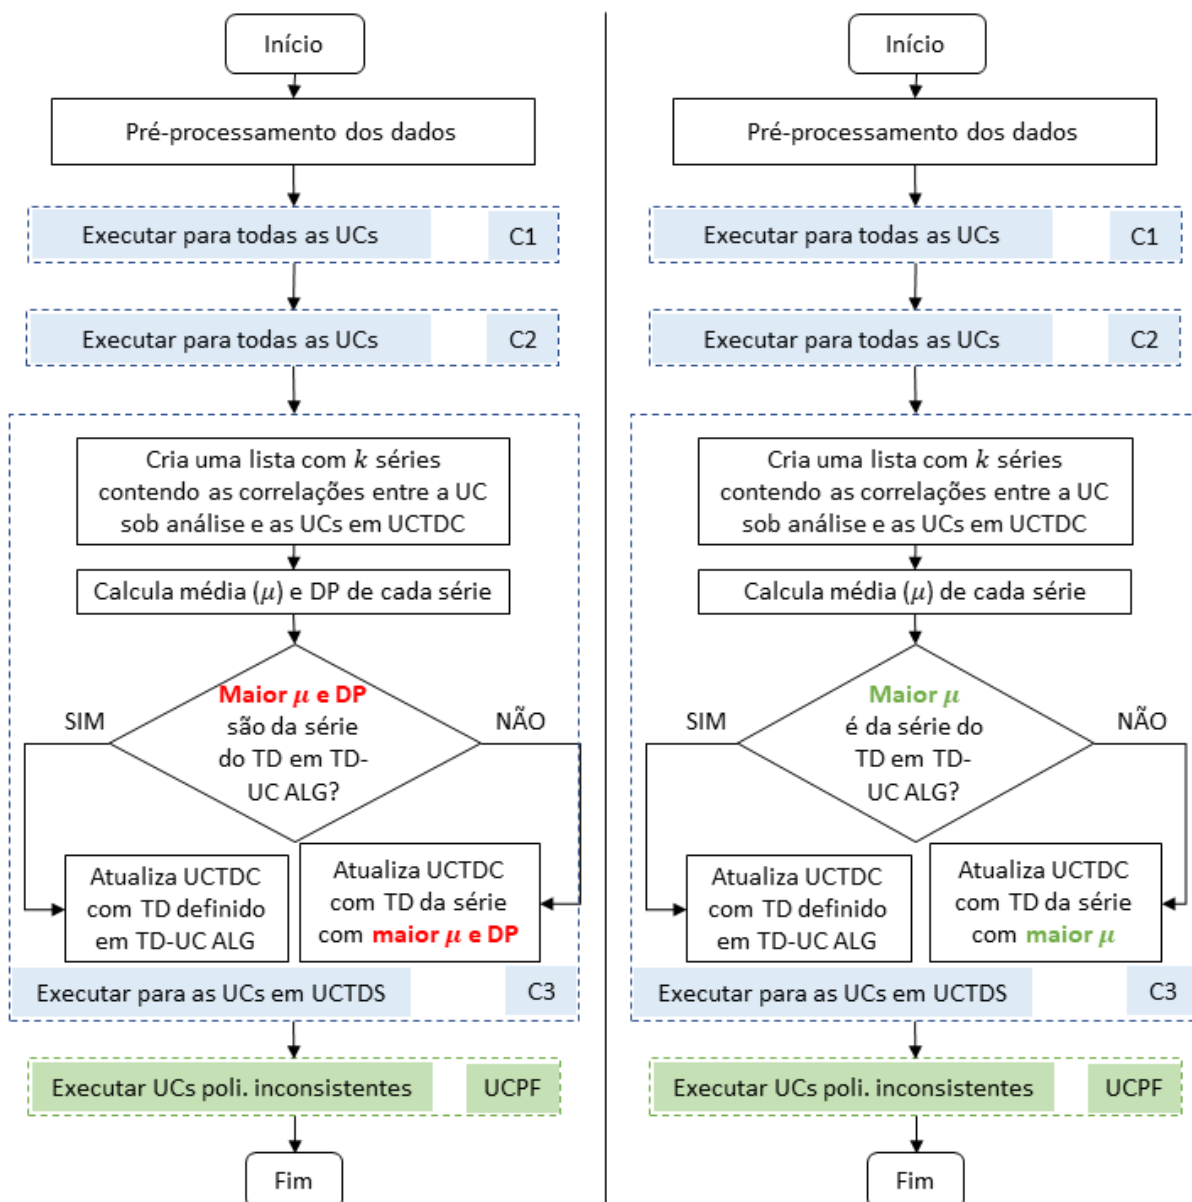 Início
Pré-processamento dos dados
Executar para todas as UCs
C1
Executar para todas as UCs
C2
Cria uma lista com k séries
contendo as correlações entre a UC
sob análise e as UCs em UCTDC
Calcula média (μ) e DP de cada série
Maior μ e DP
são da série
do TD em TD-
UC ALG?
SIM
NÃO
Atualiza UCTDC
com TD definido
em TD-UC ALG
Atualiza UCTDC
com TD da série
com maior μ e DP
Executar para as UCs em UCTDS
C3
Executar UCs poli. inconsistentes
UCPF
Fim
Início
Pré-processamento dos dados
Executar para todas as UCs
C1
Executar para todas as UCs
C2
Cria uma lista com k séries
contendo as correlações entre a UC
sob análise e as UCs em UCTDC
Calcula média (μ) de cada série
Maior μ
é da série do
TD em TD-
UC ALG?
SIM
NÃO
Atualiza UCTDC
com TD definido
em TD-UC ALG
Atualiza UCTDC
com TD da série
com maior μ
Executar para as UCs em UCTDS
C3
Executar UCs poli. inconsistentes
UCPF
Fim